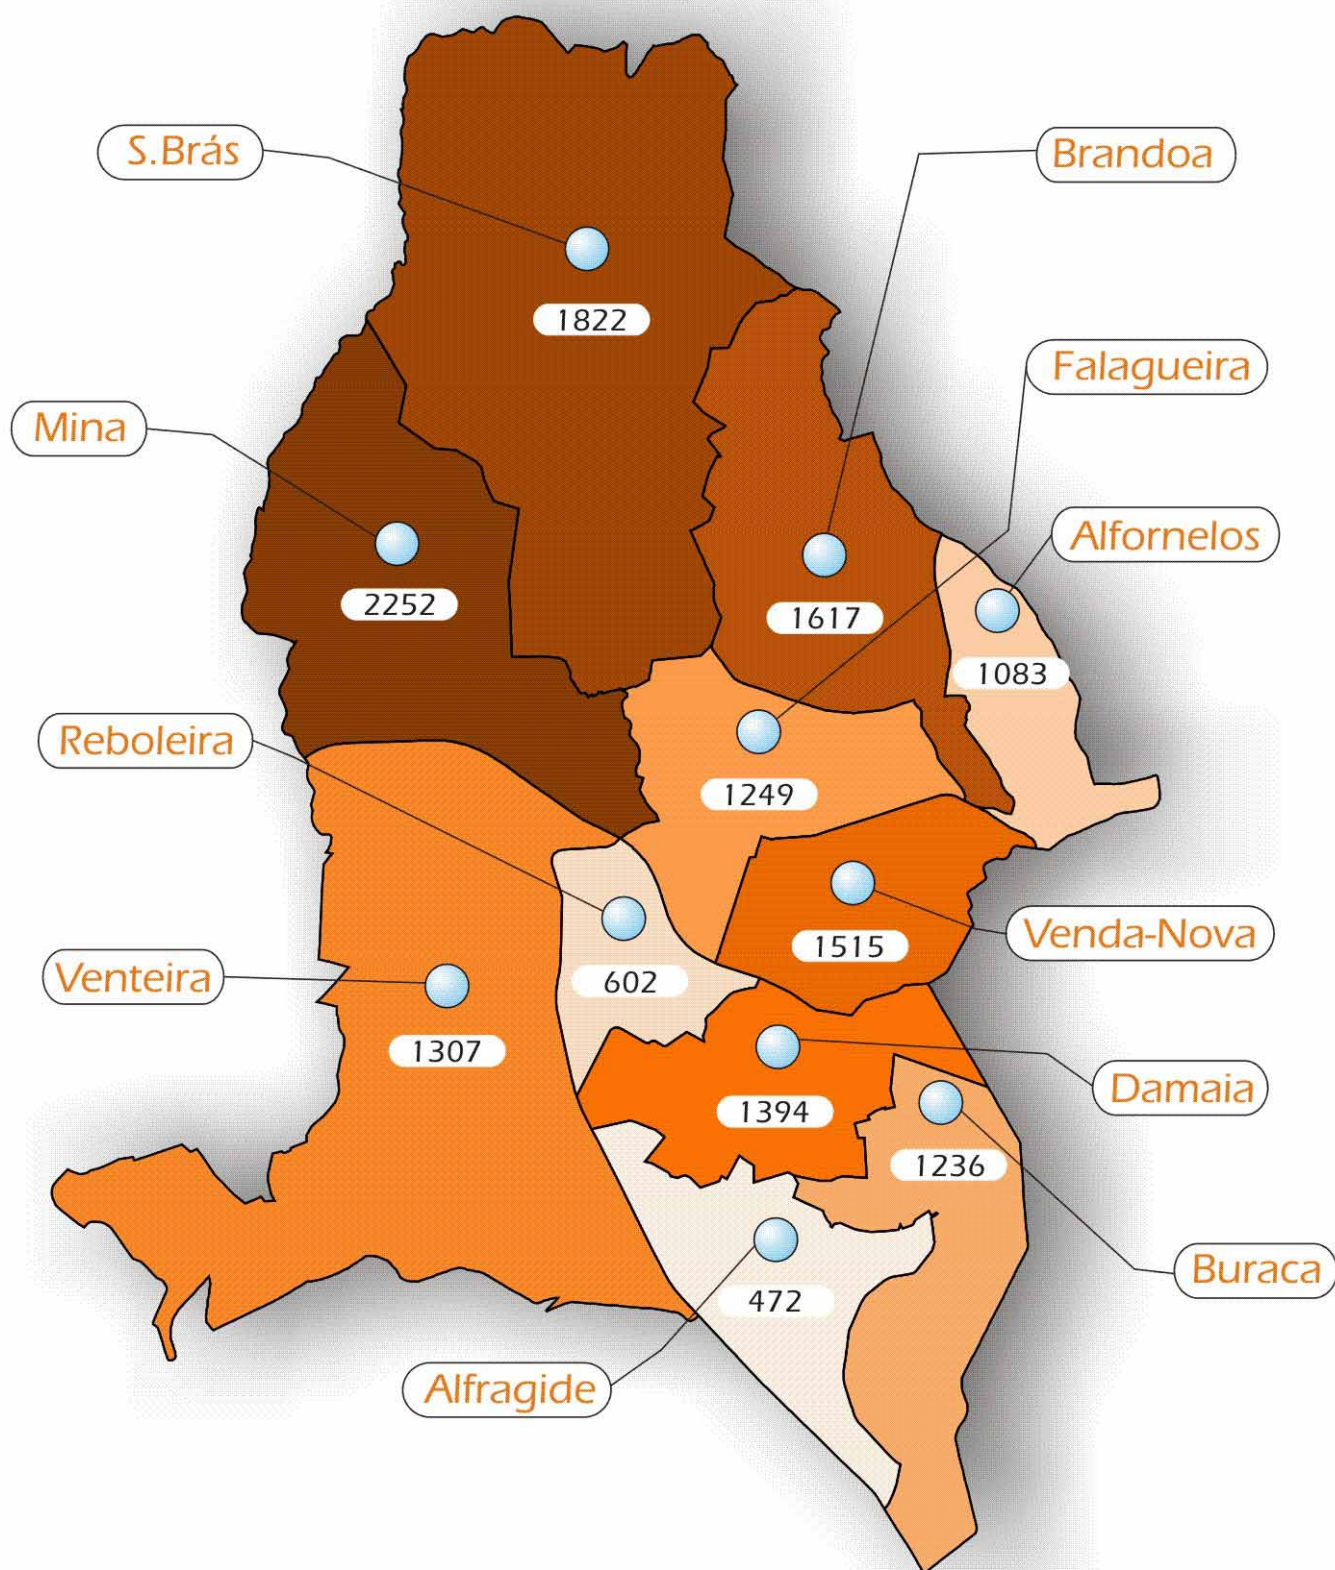 S.Brás
Brandoa
1822
Falagueira
Mina
Alfornelos
2252
1617
1083
Reboleira
1249
Venda-Nova
1515
Venteira
602
1307
Damaia
1394
1236
Buraca
472
Alfragide